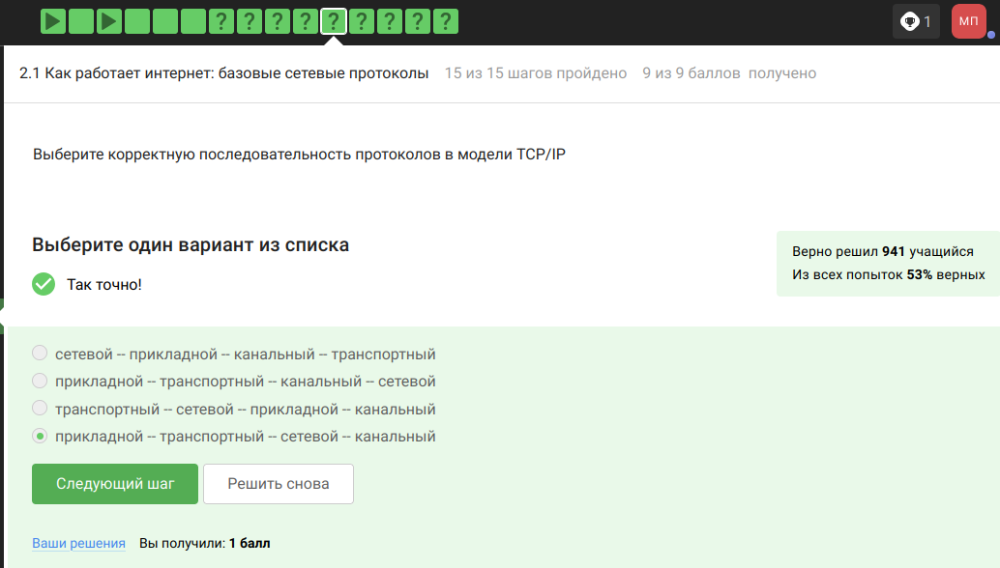 ? ? ? ? ? ? ? ? ?
1
МП
2.1 Как работает интернет: базовые сетевые протоколы 15 из 15 шагов пройдено 9 из 9 баллов получено
Выберите корректную последовательность протоколов в модели TCP/IP
Выберите один вариант из списка
Так точно!
Верно решил 941 учащийся
Из всех попыток 53% верных
сетевой -- прикладной -- канальный -- транспортный
прикладной -- транспортный -- канальный -- сетевой
транспортный -- сетевой -- прикладной -- канальный
прикладной -- транспортный -- сетевой -- канальный
Следующий шаг Решить снова
Ваши решения Вы получили: 1 балл